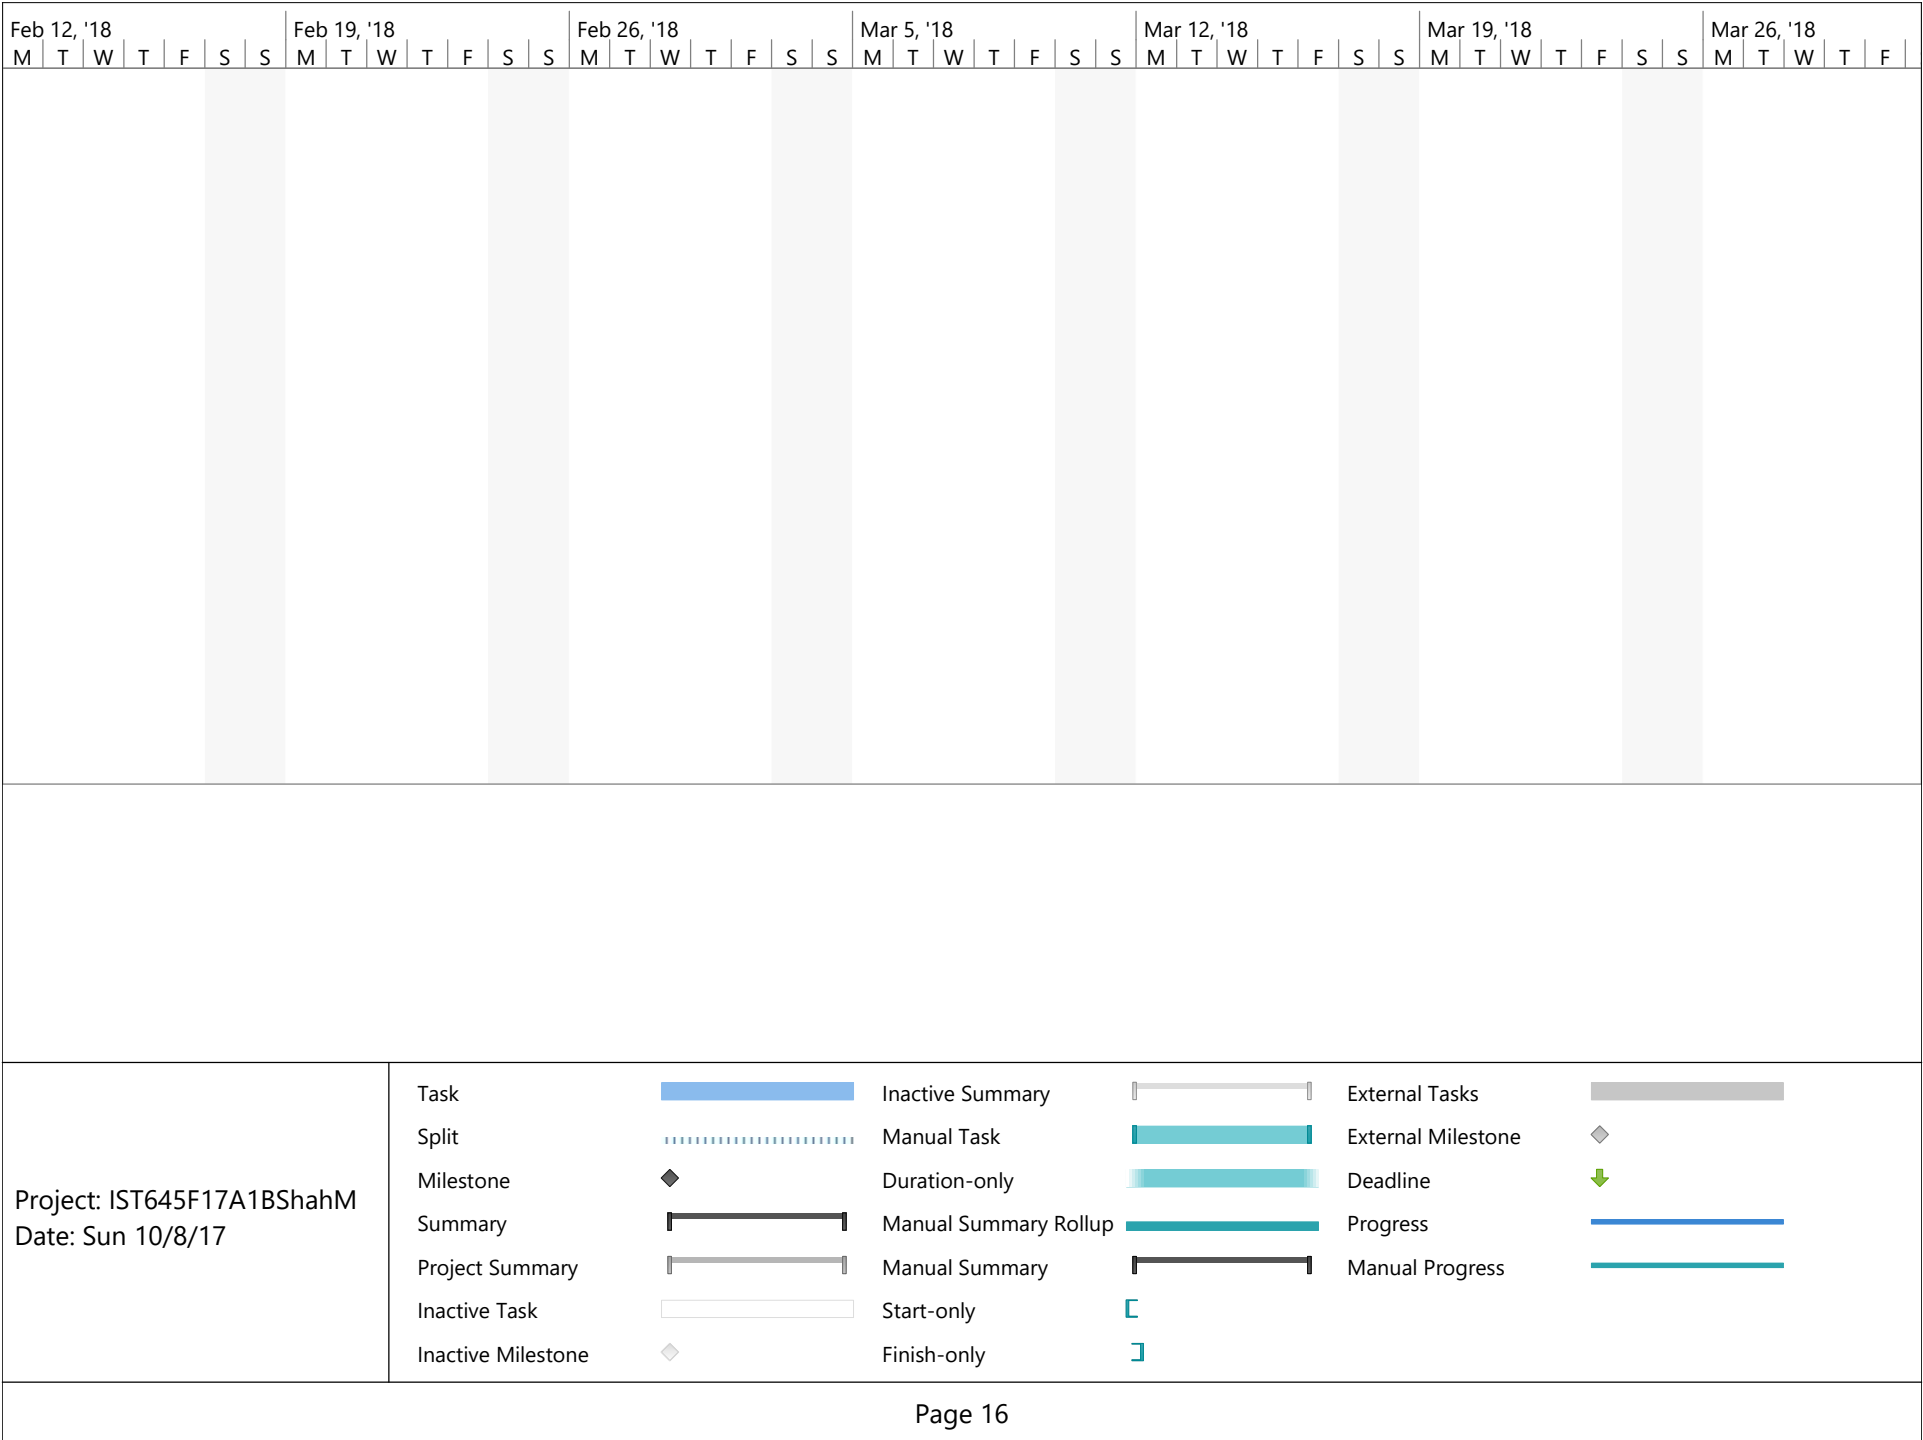 Feb 12, '18 Feb 19, '18 Feb 26, '18 Mar 5, '18 Mar 12, '18 Mar 19, '18 Mar 26, '18
M T W T F S S M T W T F S S M T W T F S S M T W T F S S M T W T F S S M T W T F S S M T W T F
Project: IST645F17A1BShahM
Date: Sun 10/8/17
Task
Split
Milestone
Summary
Project Summary
Inactive Task
Inactive Milestone
Inactive Summary
Manual Task
Duration-only
Manual Summary Rollup
Manual Summary
Start-only
Finish-only
External Tasks
External Milestone
Deadline
Progress
Manual Progress
Page 16